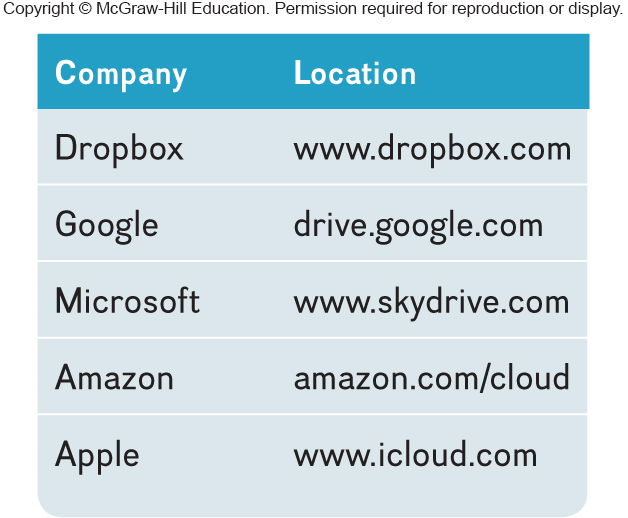 Copyright © McGraw-Hill Education. Permission required for reproduction or display.
Company Location
Dropbox www.dropbox.com
Google drive.google.com
Microsoft www.skydrive.com
Amazon amazon.com/cloud
Apple www.icloud.com